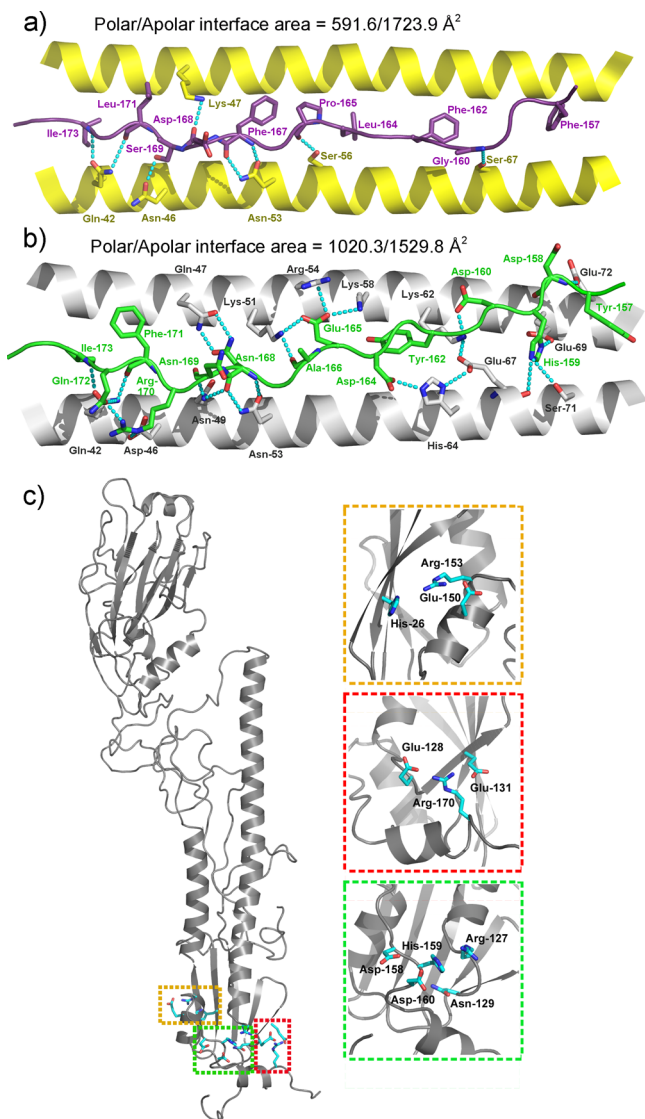 a)
Polar/Apolar interface area = 591.6/1723.9 Å²
Lys-47
Leu-171
Asp-168
Pro-165
Phe-162
Ile-173
Phe-167
Leu-164
Phe-157
Ser-169
Ser-56
Gly-160
Ser-67
Gln-42
Asn-46
Asn-53
b)
Polar/Apolar interface area = 1020.3/1529.8 Å²
Asp-158
Gln-47
Arg-54
Lys-58
Asp-160
Glu-72
Lys-51
Lys-62
Tyr-157
Phe-171
Glu-165
Ile-173
Asn-169
Asn-168
Glu-69
Gln-172
Arg-
170
Ala-166
Tyr-162
Glu-67
His-159
Asp-164
Gln-42
Asp-46
Asn-49
Asn-53
His-64
Ser-71
c)
Arg-153
Glu-150
His-26
Glu-128
Glu-131
Arg-170
His-159
Arg-127
Asp-158
Asp-160
Asn-129